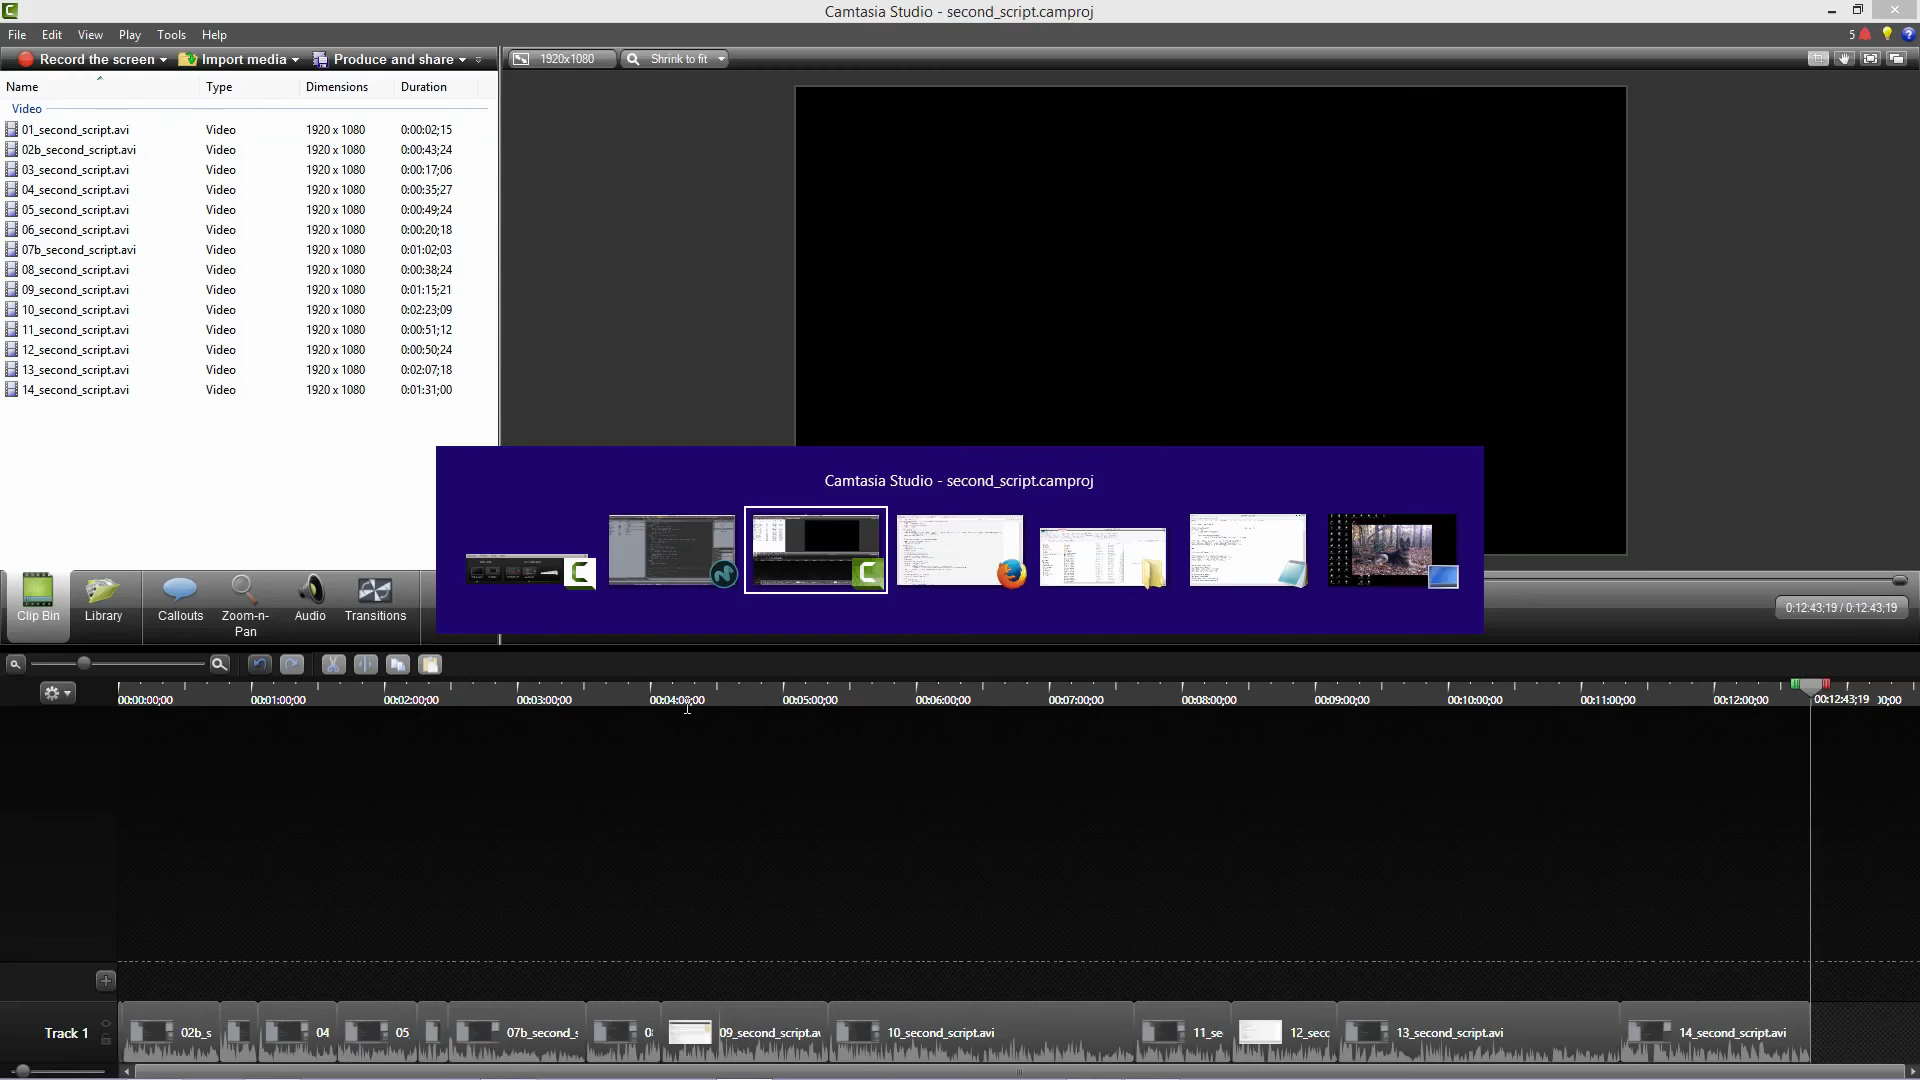 Camtasia Studio - second_script.camproj
File Edit View Play Tools Help 5
Record the screen Import media Produce and share 1920x1080 Shrink to fit
Name Type Dimensions Duration
Video
01_second_script.avi Video 1920 x 1080 0:00:02;15
02b_second_script.avi Video 1920 x 1080 0:00:43;24
03_second_script.avi Video 1920 x 1080 0:00:17;06
04_second_script.avi Video 1920 x 1080 0:00:35;27
05_second_script.avi Video 1920 x 1080 0:00:49;24
06_second_script.avi Video 1920 x 1080 0:00:20;18
07b_second_script.avi Video 1920 x 1080 0:01:02;03
08_second_script.avi Video 1920 x 1080 0:00:38;24
09_second_script.avi Video 1920 x 1080 0:01:15;21
10_second_script.avi Video 1920 x 1080 0:02:23;09
11_second_script.avi Video 1920 x 1080 0:00:51;12
12_second_script.avi Video 1920 x 1080 0:00:50;24
13_second_script.avi Video 1920 x 1080 0:02:07;18
14_second_script.avi Video 1920 x 1080 0:01:31;00
Camtasia Studio - second_script.camproj
Clip Bin Library Callouts Zoom-n-Pan Audio Transitions
0:12:43;19 / 0:12:43;19
00:00:00;00 00:01:00;00 00:02:00;00 00:03:00;00 00:04:00;00 00:05:00;00 00:06:00;00 00:07:00;00 00:08:00;00 00:09:00;00 00:10:00;00 00:11:00;00 00:12:00;00 00:12:43;19
Track 1 02b_s 04 05 07b_second_s 09_second_script.av 10_second_script.avi 11_se 12_secc 13_second_script.avi 14_second_script.avi